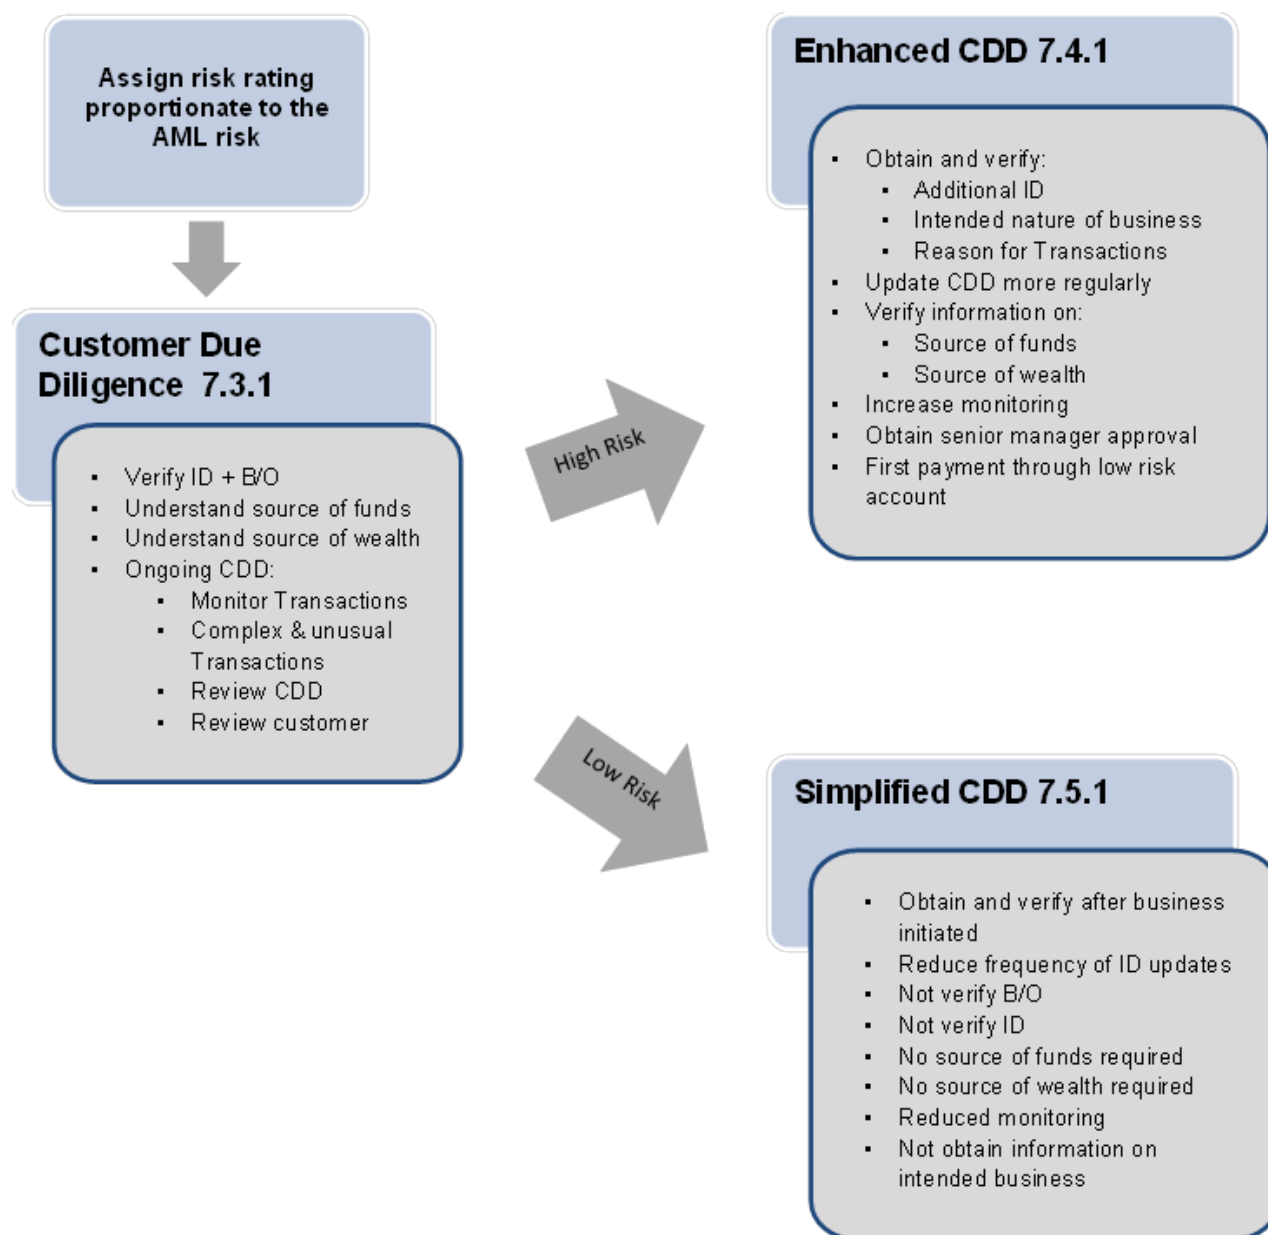 Assign risk rating
proportionate to the
AML risk
Customer Due
Diligence 7.3.1
▪ Verify ID + B/O
▪ Understand source of funds
▪ Understand source of wealth
▪ Ongoing CDD:
▪ Monitor Transactions
▪ Complex & unusual
Transactions
▪ Review CDD
▪ Review customer
High Risk
Enhanced CDD 7.4.1
▪ Obtain and verify:
▪ Additional ID
▪ Intended nature of business
▪ Reason for Transactions
▪ Update CDD more regularly
▪ Verify information on:
▪ Source of funds
▪ Source of wealth
▪ Increase monitoring
▪ Obtain senior manager approval
▪ First payment through low risk
account
Low Risk
Simplified CDD 7.5.1
▪ Obtain and verify after business
initiated
▪ Reduce frequency of ID updates
▪ Not verify B/O
▪ Not verify ID
▪ No source of funds required
▪ No source of wealth required
▪ Reduced monitoring
▪ Not obtain information on
intended business